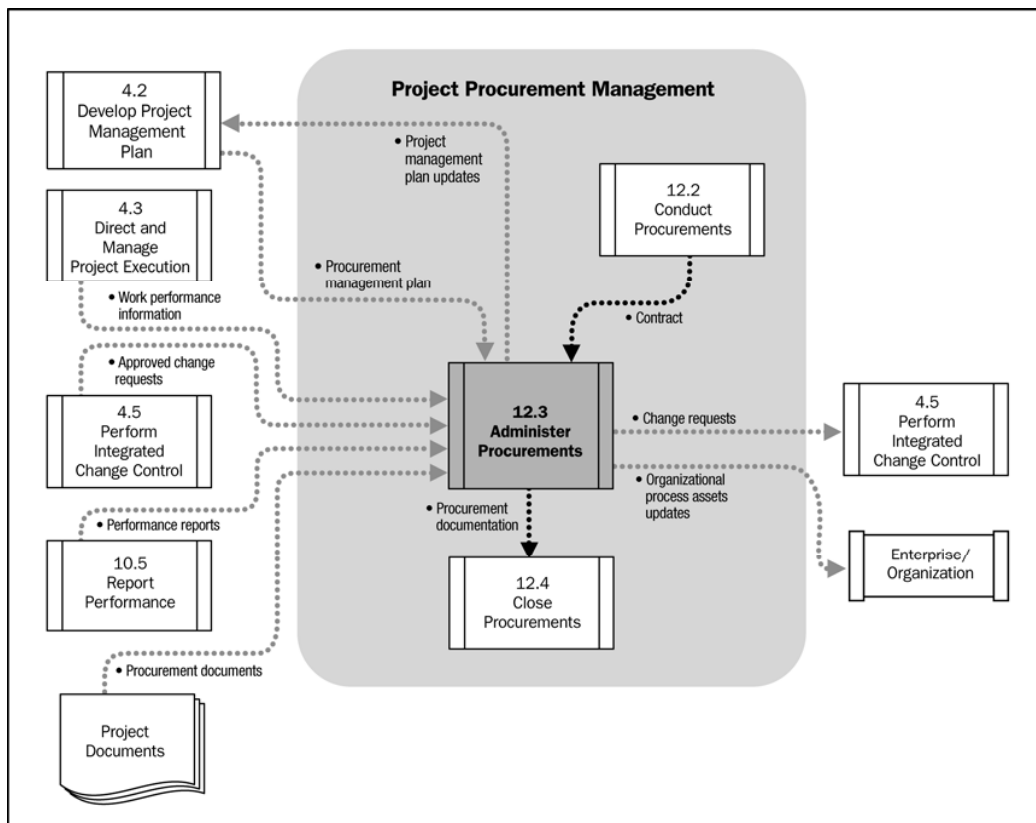 Project Procurement Management
4.2
Develop Project
Management
Plan
• Project
management
plan updates
12.2
Conduct
Procurements
4.3
Direct and
Manage
Project Execution
• Procurement
management plan
• Work performance
information
• Contract
• Approved change
requests
4.5
Perform
Integrated
Change Control
12.3
Administer
Procurements
• Change requests
4.5
Perform
Integrated
Change Control
• Organizational
process assets
updates
• Procurement
documentation
• Performance reports
10.5
Report
Performance
12.4
Close
Procurements
Enterprise/
Organization
• Procurement documents
Project
Documents